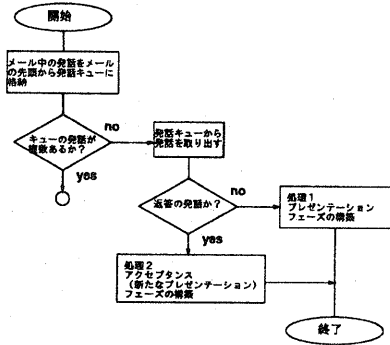 開始
メール中の発話をメール
の先頭から発話キューに
格納
キューの発話が
複数あるか?
no
yes
発話キューから
発話を取り出す
返答の発話か?
no
yes
処理1
プレゼンテーション
フェーズの構築
処理2
アクセプタンス
(新たなプレゼンテーション)
フェーズの構築
終了